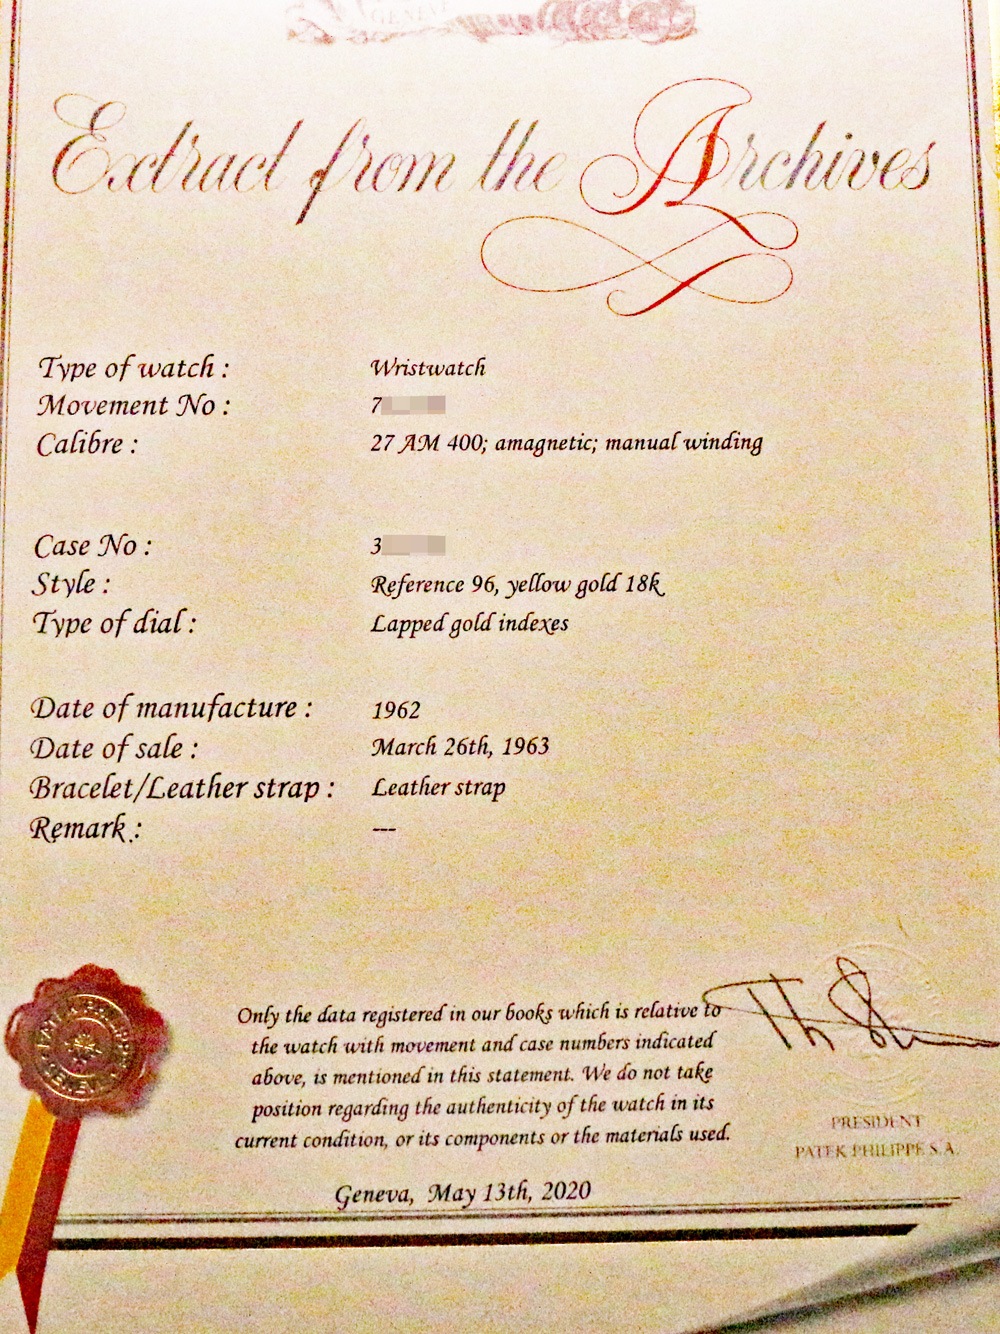 GENEVE
Extract from the Archives
Type of watch : Wristwatch
Movement No : 7
Calibre : 27 AM 400; amagnetic; manual winding
Case No : 3
Style : Reference 96, yellow gold 18k
Type of dial : Lapped gold indexes
Date of manufacture : 1962
Date of sale : March 26th, 1963
Bracelet/Leather strap : Leather strap
Remark : ---
Only the data registered in our books which is relative to
the watch with movement and case numbers indicated
above, is mentioned in this statement. We do not take
position regarding the authenticity of the watch in its
current condition, or its components or the materials used.
PRESIDENT
PATEK PHILIPPE S.A.
Geneva, May 13th, 2020